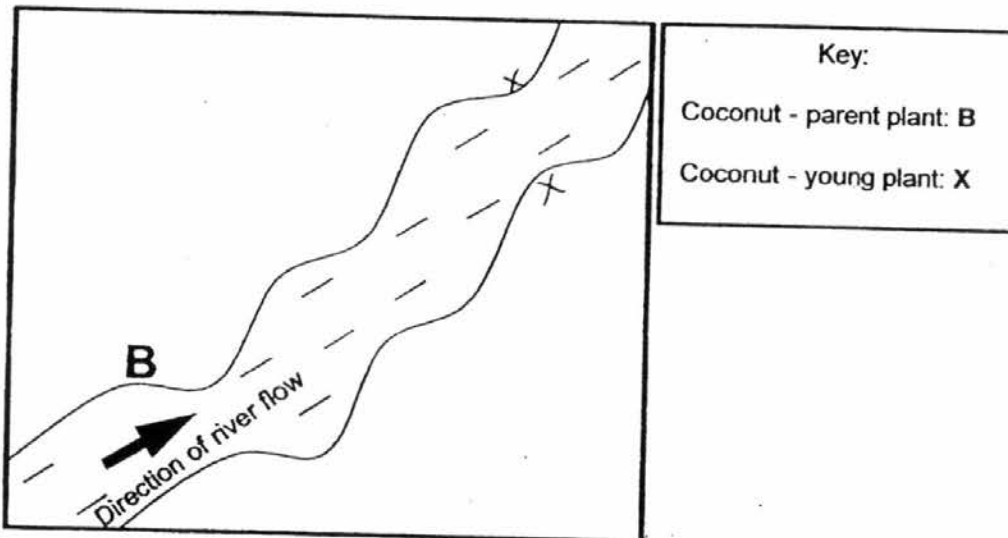 Key:
Coconut - parent plant: B
Coconut - young plant: X
X
X
B
Direction of river flow